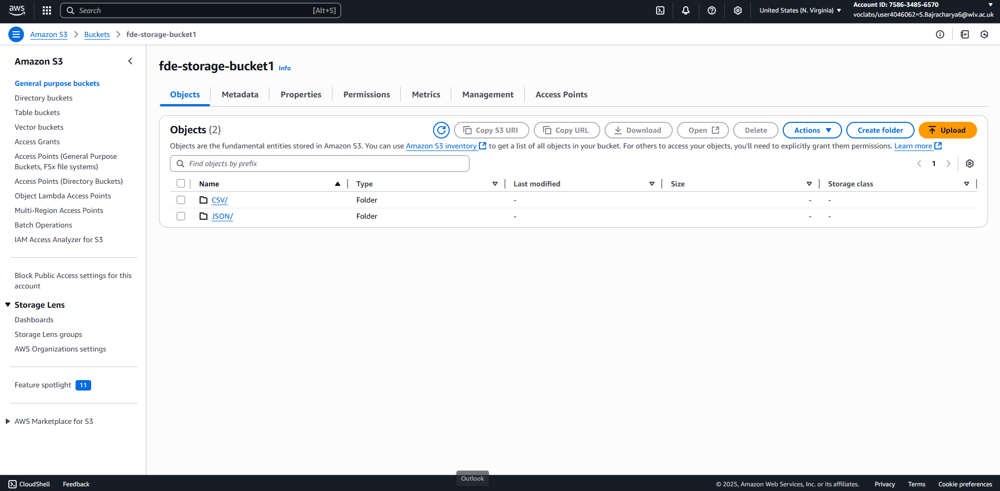 aws
Search [Alt+S]
United States (N. Virginia)
Account ID: 7586-3485-6570
voclabs/user4046062=S.Bajracharya6@wlv.ac.uk
Amazon S3
Buckets
fde-storage-bucket1
Amazon S3
General purpose buckets
Directory buckets
Table buckets
Vector buckets
Access Grants
Access Points (General Purpose
Buckets, FSx file systems)
Access Points (Directory Buckets)
Object Lambda Access Points
Multi-Region Access Points
Batch Operations
IAM Access Analyzer for S3
Block Public Access settings for this
account
Storage Lens
Dashboards
Storage Lens groups
AWS Organizations settings
Feature spotlight 11
AWS Marketplace for S3
fde-storage-bucket1 Info
Objects Metadata Properties Permissions Metrics Management Access Points
Objects (2) Copy S3 URI Copy URL Download Open Delete Actions Create folder Upload
Objects are the fundamental entities stored in Amazon S3. You can use Amazon S3 inventory to get a list of all objects in your bucket. For others to access your objects, you'll need to explicitly grant them permissions. Learn more
Find objects by prefix 1
Name Type Last modified Size Storage class
CSV/ Folder - - -
JSON/ Folder - - -
Outlook
CloudShell Feedback © 2025, Amazon Web Services, Inc. or its affiliates. Privacy Terms Cookie preferences